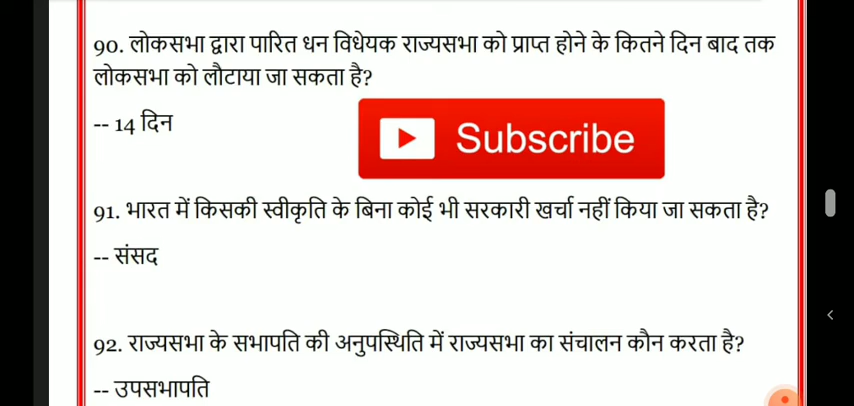 90. लोकसभा द्वारा पारित धन विधेयक राज्यसभा को प्राप्त होने के कितने दिन बाद तक
लोकसभा को लौटाया जा सकता है?
-- 14 दिन
Subscribe
91. भारत में किसकी स्वीकृति के बिना कोई भी सरकारी खर्चा नहीं किया जा सकता है?
-- संसद
92. राज्यसभा के सभापति की अनुपस्थिति में राज्यसभा का संचालन कौन करता है?
-- उपसभापति